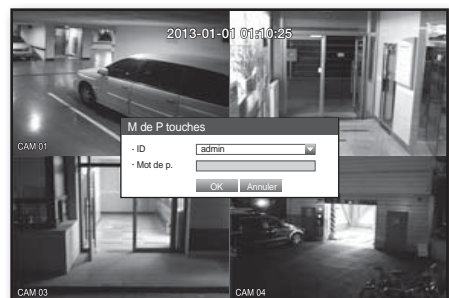 2013-01-01 01:10:25
CAM 01
M de P touches
- ID admin
- Mot de p.
OK Annuler
CAM 03
CAM 04